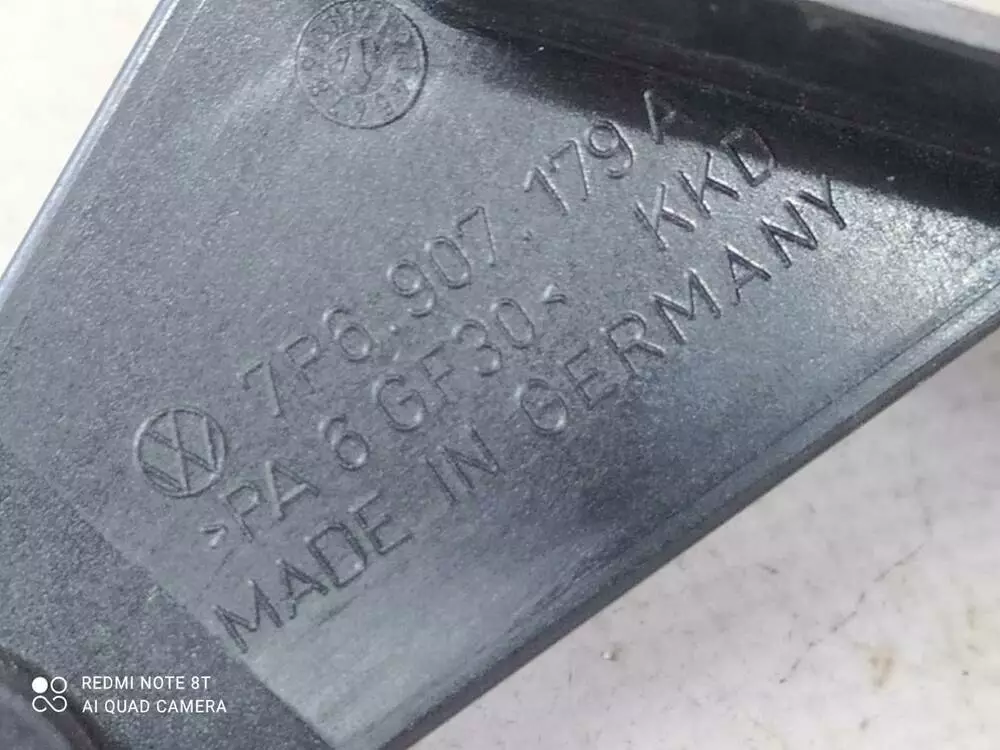 7P6.907.179 A
>PA 6 GF30< KKD
MADE IN GERMANY
REDMI NOTE 8T
AI QUAD CAMERA